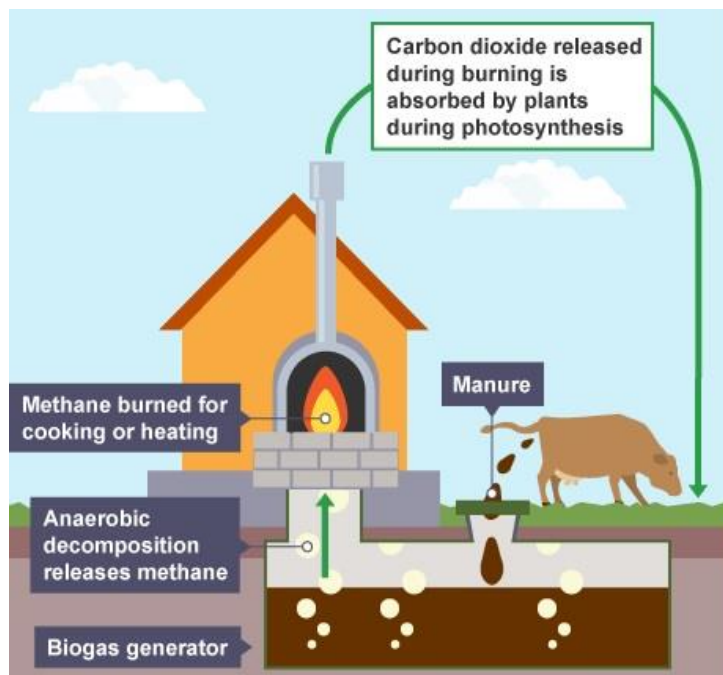 Carbon dioxide released
during burning is
absorbed by plants
during photosynthesis
Methane burned for
cooking or heating
Manure
Anaerobic
decomposition
releases methane
Biogas generator